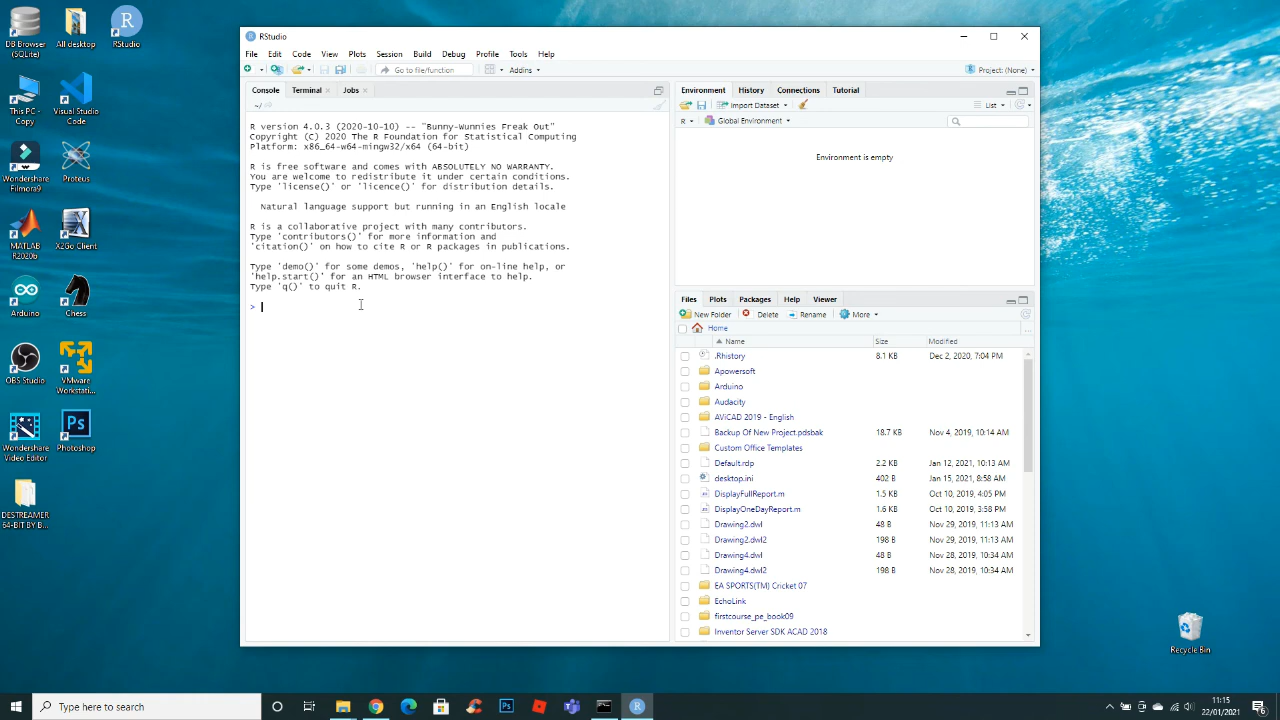 DB Browser
(SQLite)
All desktop
RStudio
This PC -
Copy
Visual Studio
Code
Wondershare
Filmora9
Proteus
MATLAB
R2020b
X2Go Client
Arduino
Chess
OBS Studio
VMware
Workstati...
Wondershare
Video Editor
Photoshop
DESTREAMER
64-BIT BY B...
RStudio
File Edit Code View Plots Session Build Debug Profile Tools Help
Go to file/function
Addins
Project: (None)
Console Terminal Jobs
~/
R version 4.0.3 (2020-10-10) -- "Bunny-Wunnies Freak Out"
Copyright (C) 2020 The R Foundation for Statistical Computing
Platform: x86_64-w64-mingw32/x64 (64-bit)
R is free software and comes with ABSOLUTELY NO WARRANTY.
You are welcome to redistribute it under certain conditions.
Type 'license()' or 'licence()' for distribution details.
Natural language support but running in an English locale
R is a collaborative project with many contributors.
Type 'contributors()' for more information and
'citation()' on how to cite R or R packages in publications.
Type 'demo()' for some demos, 'help()' for on-line help, or
'help.start()' for an HTML browser interface to help.
Type 'q()' to quit R.
>
Environment History Connections Tutorial
Import Dataset
List
R Global Environment
Environment is empty
Files Plots Packages Help Viewer
New Folder Delete Rename More
Home ...
Name Size Modified
.Rhistory 8.1 KB Dec 2, 2020, 7:04 PM
Apowersoft
Arduino
Audacity
AViCAD 2019 - English
Backup Of New Project.pdsbak 18.7 KB Nov 4, 2019, 10:14 AM
Custom Office Templates
Default.rdp 2.2 KB Jan 12, 2021, 10:13 AM
desktop.ini 402 B Jan 15, 2021, 8:58 AM
DisplayFullReport.m 1.5 KB Oct 10, 2019, 4:05 PM
DisplayOneDayReport.m 1.6 KB Oct 10, 2019, 3:58 PM
Drawing2.dwl 48 B Nov 29, 2019, 11:13 AM
Drawing2.dwl2 198 B Nov 29, 2019, 11:13 AM
Drawing4.dwl 48 B Nov 28, 2019, 10:34 AM
Drawing4.dwl2 198 B Nov 28, 2019, 10:34 AM
EA SPORTS(TM) Cricket 07
EchoLink
firstcourse_pe_book09
Inventor Server SDK ACAD 2018
Recycle Bin
Type here to search
11:15
22/01/2021